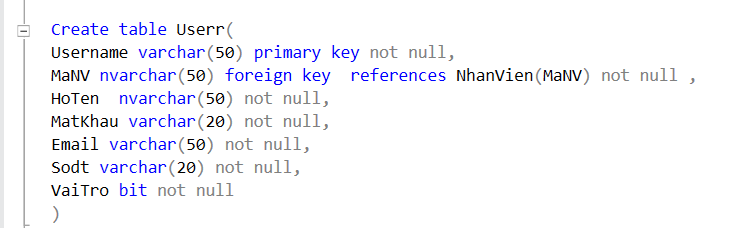 Create table Userr(
Username varchar(50) primary key not null,
MaNV nvarchar(50) foreign key  references NhanVien(MaNV) not null ,
HoTen  nvarchar(50) not null,
MatKhau varchar(20) not null,
Email varchar(50) not null,
Sodt varchar(20) not null,
VaiTro bit not null
)